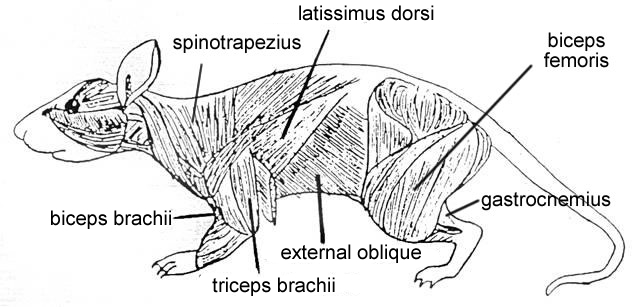 latissimus dorsi
spinotrapezius
biceps
femoris
gastrocnemius
biceps brachii
external oblique
triceps brachii